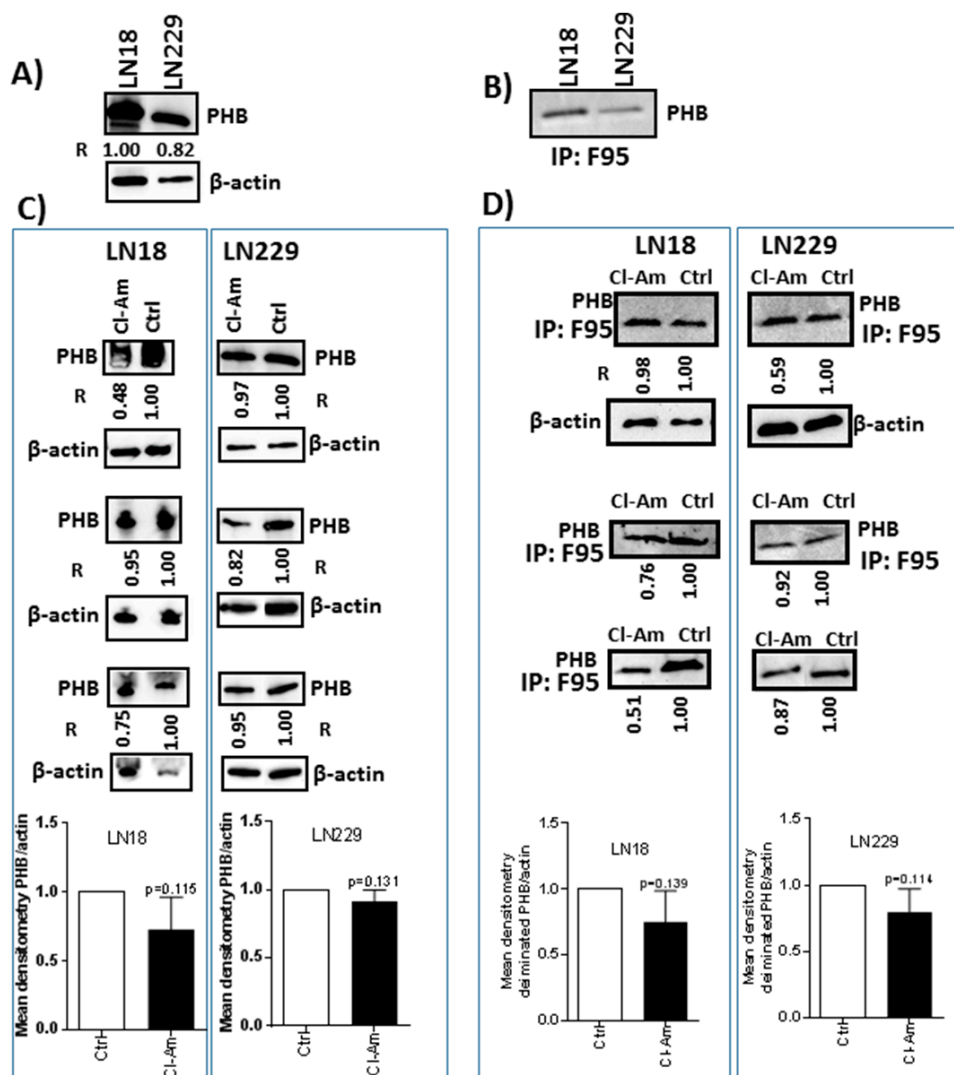 A)
LN18
LN229
PHB
R 1.00 0.82
β-actin
B)
LN18
LN229
PHB
IP: F95
C)
LN18
Cl-Am
Ctrl
PHB
R 0.48 1.00
β-actin
PHB
R 0.95 1.00
β-actin
PHB
R 0.75 1.00
β-actin
Mean densitometry PHB/actin
1.5
1.0
0.5
0.0
LN18
p=0.115
Ctrl
Cl-Am
LN229
Cl-Am
Ctrl
PHB
0.97 1.00 R
β-actin
PHB
0.82 1.00 R
β-actin
PHB
0.95 1.00 R
β-actin
Mean densitometry PHB/actin
1.5
1.0
0.5
0.0
LN229
p=0.131
Ctrl
Cl-Am
D)
LN18
Cl-Am Ctrl
PHB
IP: F95
R 0.98 1.00
β-actin
Cl-Am Ctrl
PHB
IP: F95
0.76 1.00
Cl-Am Ctrl
PHB
IP: F95
0.51 1.00
Mean densitometry
deiminated PHB/actin
1.5
1.0
0.5
0.0
LN18
p=0.139
Ctrl
Cl-Am
LN229
Cl-Am Ctrl
PHB
IP: F95
0.59 1.00
β-actin
Cl-Am Ctrl
PHB
IP: F95
0.92 1.00
Cl-Am Ctrl
0.87 1.00
Mean densitometry
deiminated PHB/actin
1.5
1.0
0.5
0.0
LN229
p=0.114
Ctrl
Cl-Am